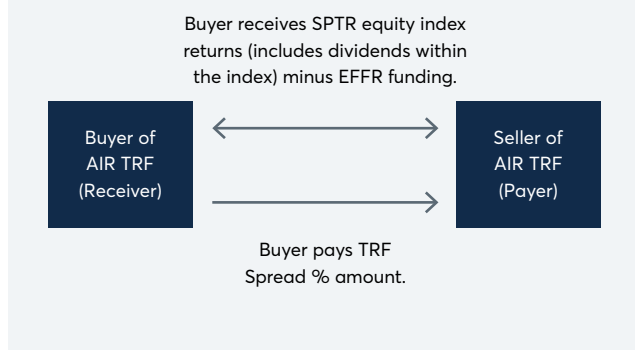 Buyer receives SPTR equity index
returns (includes dividends within
the index) minus EFFR funding.
Buyer of
AIR TRF
(Receiver)
Seller of
AIR TRF
(Payer)
Buyer pays TRF
Spread % amount.